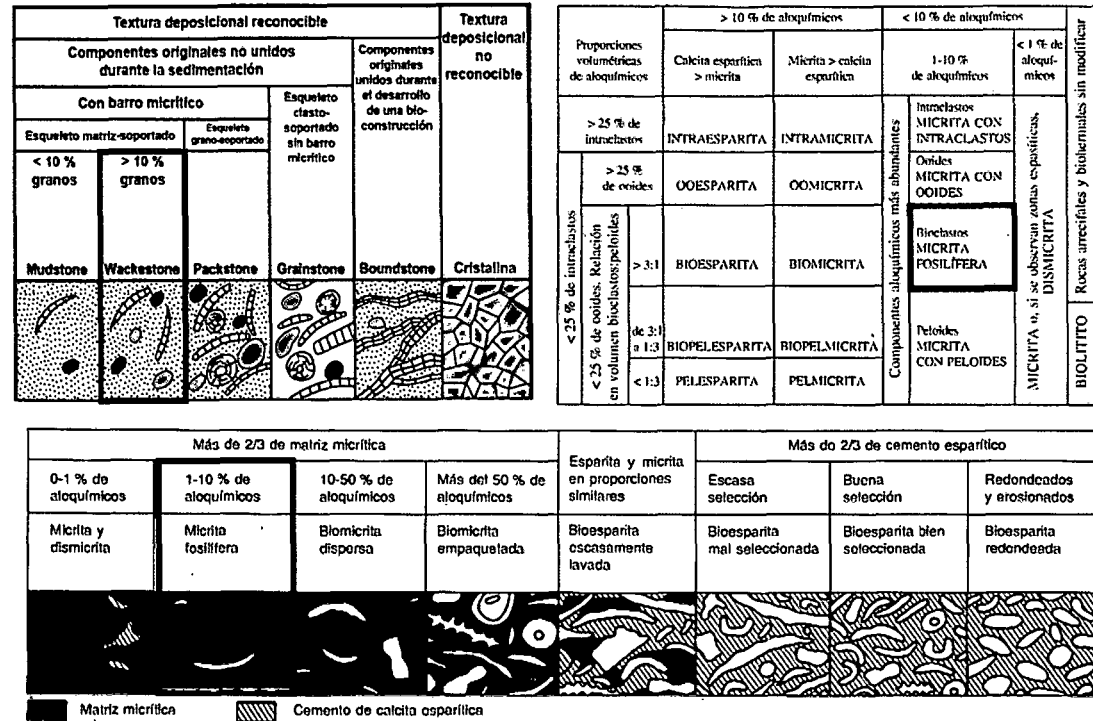 Textura deposicional reconocible
Textura
deposicional
no
reconocible
Componentes originales no unidos
durante la sedimentación
Componentes
originales
unidos durante
el desarrollo
de una bio-
construcción
Con barro micrítico
Esqueleto
clasto-
soportado
sin barro
micrítico
Esqueleto matriz-soportado
Esqueleto
grano-soportado
< 10 %
granos
> 10 %
granos
Mudstone
Wackestone
Packstone
Grainstone
Boundstone
Cristalina
Proporciones
volumétricas
de aloquímicos
> 10 % de aloquímicos
< 10 % de aloquímicos
Calcita esparítica
> micrita
Micrita > calcita
esparítica
1-10 %
de aloquímicos
< 1 % de
aloquí-
micos
> 25 % de
intraclastos
INTRAESPARITA
INTRAMICRITA
Intraclastos
MICRITA CON
INTRACLASTOS
> 25 %
de ooides
OOESPARITA
OOMICRITA
Ooides
MICRITA CON
OOIDES
> 3:1
BIOESPARITA
BIOMICRITA
Bioclastos
MICRITA
FOSILÍFERA
de 3:1
a 1:3
BIOPELESPARITA
BIOPELMICRITA
Peloides
MICRITA
CON PELOIDES
< 1:3
PELESPARITA
PELMICRITA
< 25 % de intraclastos
< 25 % de ooides. Relación
en volumen bioclastos:peloides
Componentes aloquímicos más abundantes
MICRITA o, si se observan zonas espasíticas,
DISMICRITA
Rocas arrecifales y biohermales sin modificar
BIOLITITO
Más de 2/3 de matriz micrítica
Esparita y micrita
en proporciones
similares
Más do 2/3 de cemento esparítico
0-1 % de
aloquímicos
1-10 % de
aloquímicos
10-50 % de
aloquímicos
Más del 50 % de
aloquímicos
Escasa
selección
Buena
selección
Redondeados
y erosionados
Micrita y
dismicrita
Micrita
fosilífera
Biomicrita
dispersa
Biomicrita
empaquetada
Bioesparita
escasamente
lavada
Bioesparita
mal seleccionada
Bioesparita bien
seleccionada
Bioesparita
redondeada
Matriz micrítica
Cemento de calcita esparítica